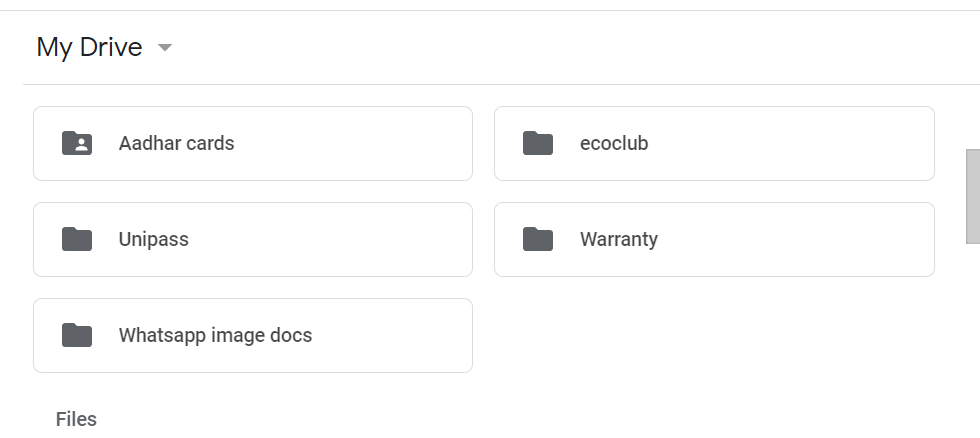 My Drive
Aadhar cards
ecoclub
Unipass
Warranty
Whatsapp image docs
Files